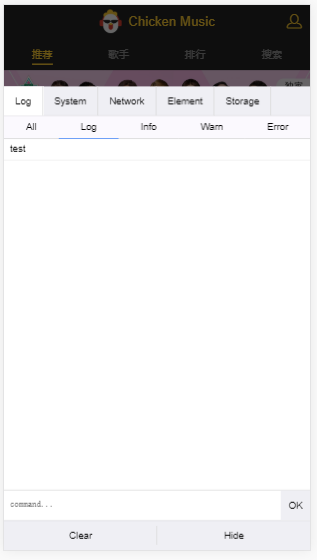 Chicken Music
推荐 歌手 排行 搜索
Log System Network Element Storage
All Log Info Warn Error
test
command... OK
Clear Hide